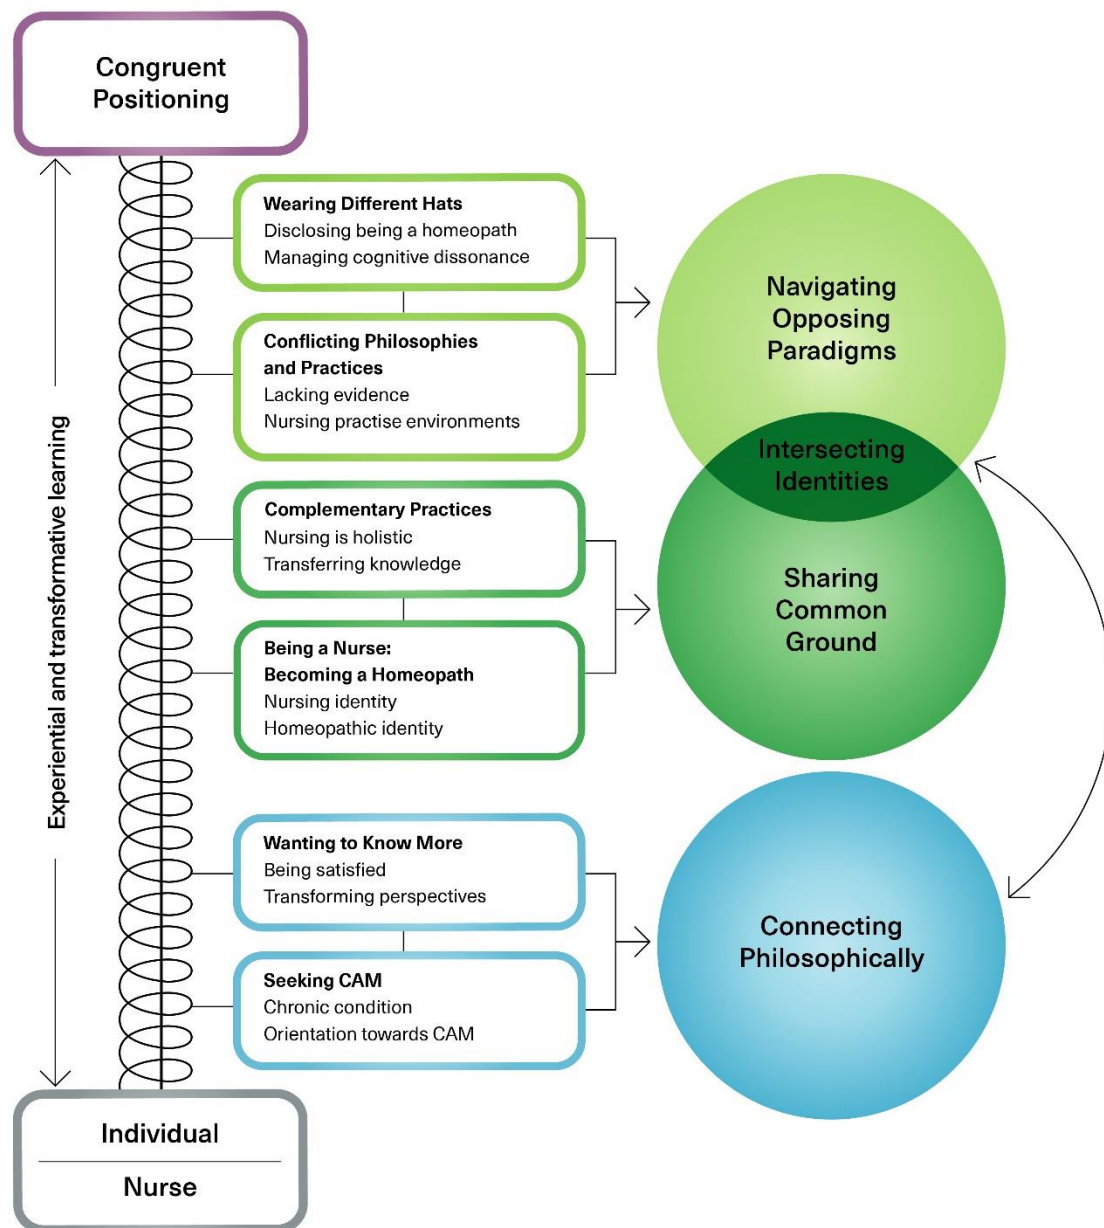 Congruent
Positioning
Experiential and transformative learning
Wearing Different Hats
Disclosing being a homeopath
Managing cognitive dissonance
Conflicting Philosophies
and Practices
Lacking evidence
Nursing practise environments
Navigating
Opposing
Paradigms
Intersecting
Identities
Complementary Practices
Nursing is holistic
Transferring knowledge
Being a Nurse:
Becoming a Homeopath
Nursing identity
Homeopathic identity
Sharing
Common
Ground
Wanting to Know More
Being satisfied
Transforming perspectives
Seeking CAM
Chronic condition
Orientation towards CAM
Connecting
Philosophically
Individual
Nurse